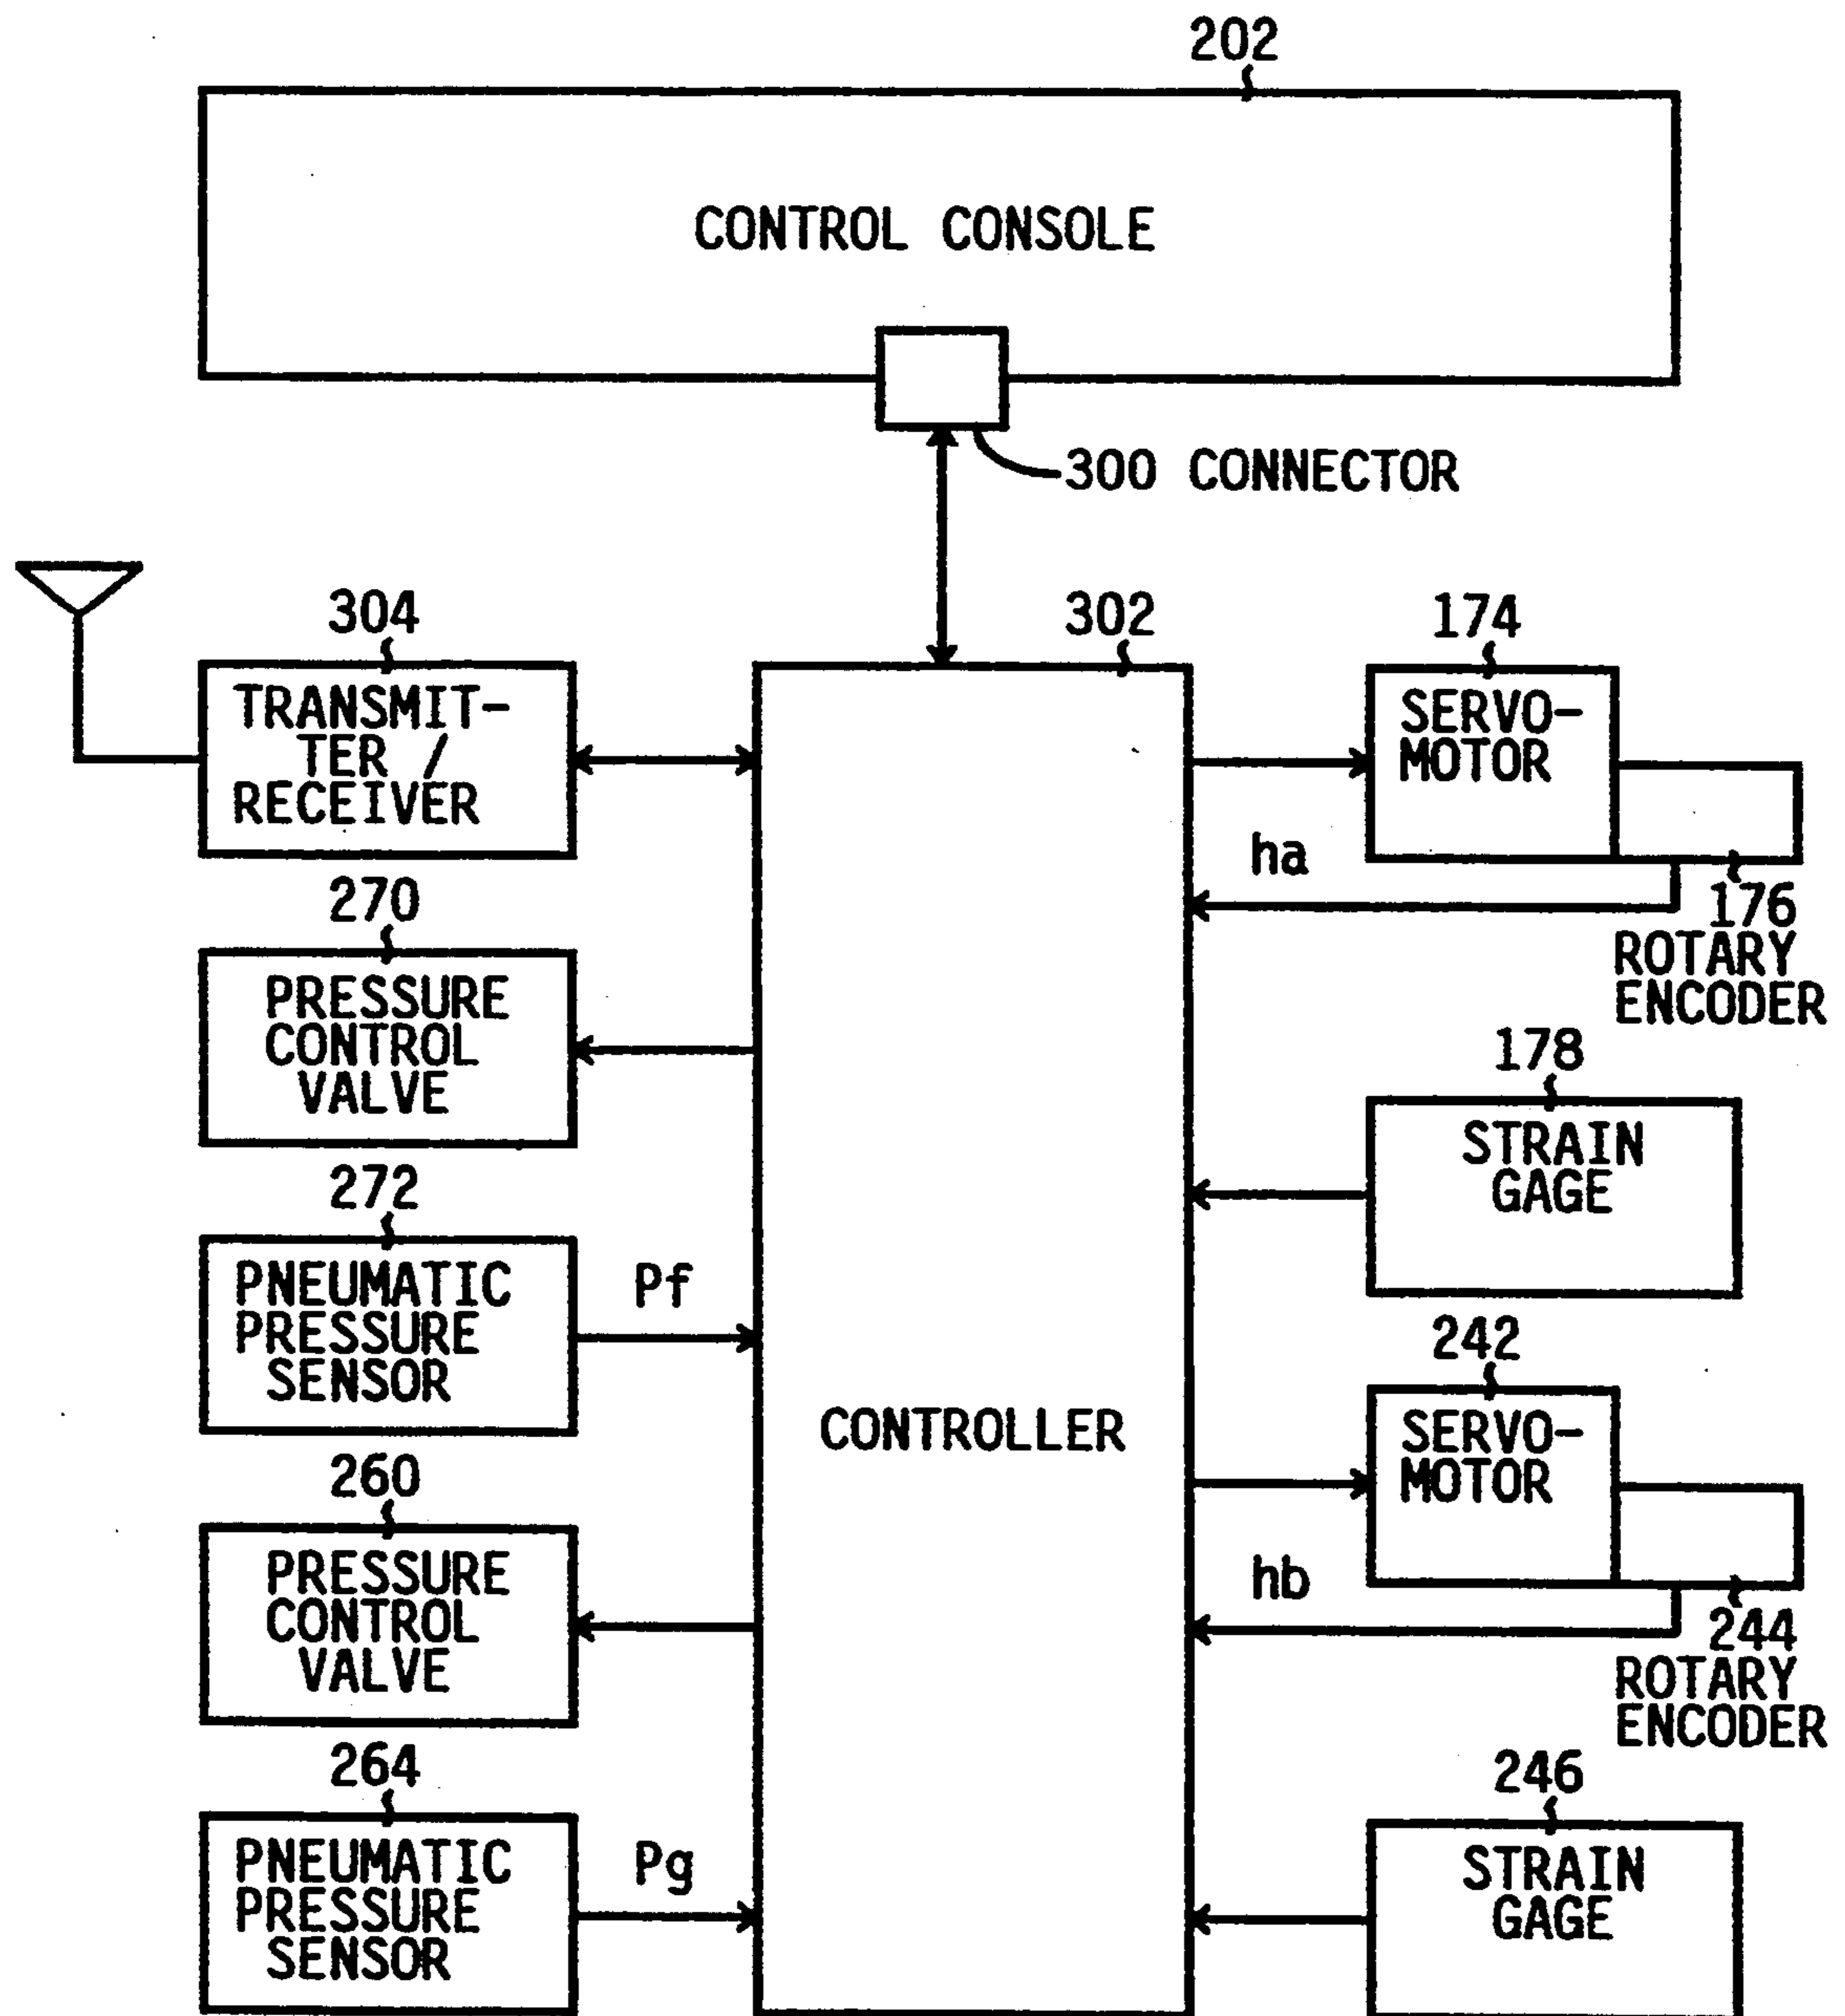 202
CONTROL CONSOLE
300 CONNECTOR
304
TRANSMIT-
TER /
RECEIVER
270
PRESSURE
CONTROL
VALVE
272
PNEUMATIC
PRESSURE
SENSOR
Pf
260
PRESSURE
CONTROL
VALVE
264
PNEUMATIC
PRESSURE
SENSOR
Pg
302
CONTROLLER
174
SERVO-
MOTOR
ha
176
ROTARY
ENCODER
178
STRAIN
GAGE
242
SERVO-
MOTOR
hb
244
ROTARY
ENCODER
246
STRAIN
GAGE